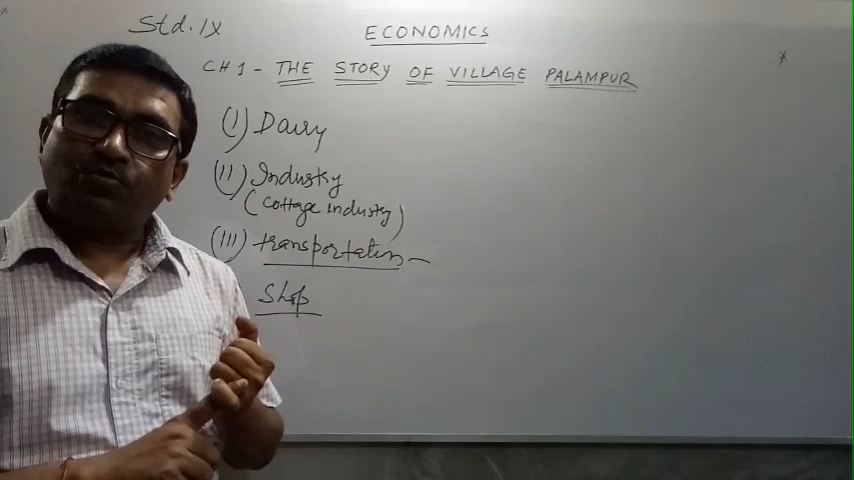 Std. IX
ECONOMICS
CH 1 - THE STORY OF VILLAGE PALAMPUR
(I) Dairy
(II) Industry
(Cottage industry)
(III) transportation -
Shop